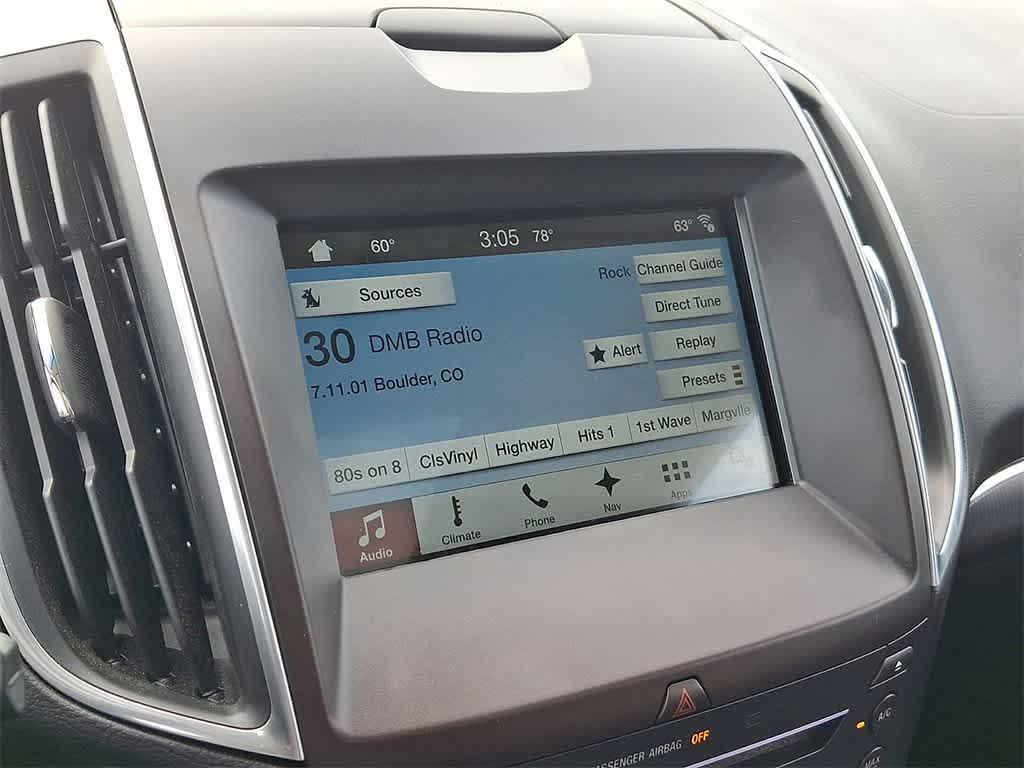 60° 3:05 78° 63°
Sources
Rock Channel Guide
Direct Tune
30 DMB Radio
Alert Replay
7.11.01 Boulder, CO
Presets
80s on 8 ClsVinyl Highway Hits 1 1st Wave Margvlle
Audio Climate Phone Nav Apps
PASSENGER AIRBAG OFF
A/C
MAX